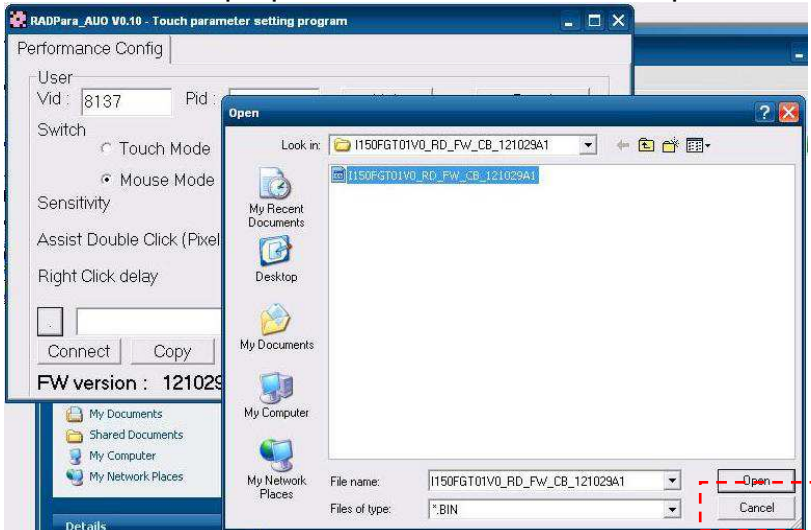 RADPara_AUO V0.10 - Touch parameter setting program
Performance Config
User
Vid : 8137 Pid :
Switch
Touch Mode
Mouse Mode
Sensitivity
Assist Double Click (Pixel
Right Click delay
.
Connect Copy
FW version : 121029
My Documents
Shared Documents
My Computer
My Network Places
Details
Open
Look in: I150FGT01V0_RD_FW_CB_121029A1
I150FGT01V0_RD_FW_CB_121029A1
My Recent
Documents
Desktop
My Documents
My Computer
My Network
Places
File name: I150FGT01V0_RD_FW_CB_121029A1 Open
Files of type: *.BIN Cancel